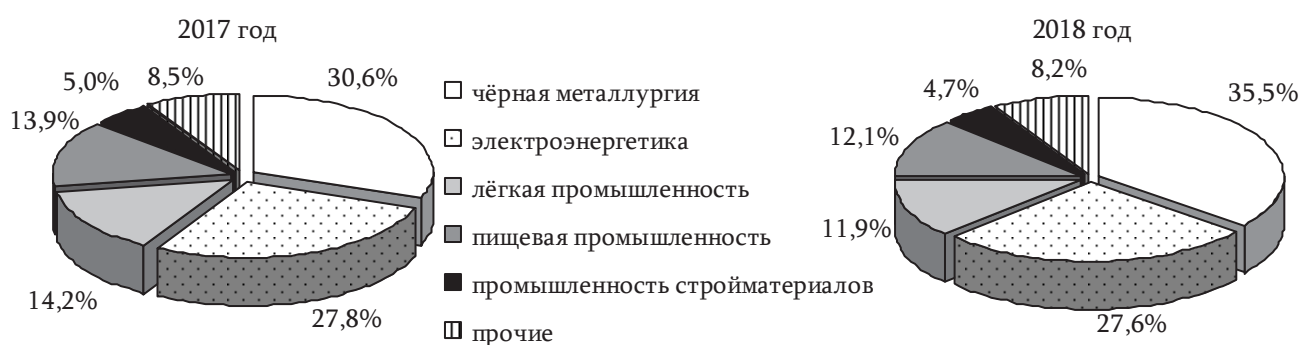 2017 год
5,0%
8,5%
30,6%
13,9%
14,2%
27,8%
чёрная металлургия
электроэнергетика
лёгкая промышленность
пищевая промышленность
промышленность стройматериалов
прочие
2018 год
4,7%
8,2%
35,5%
12,1%
11,9%
27,6%